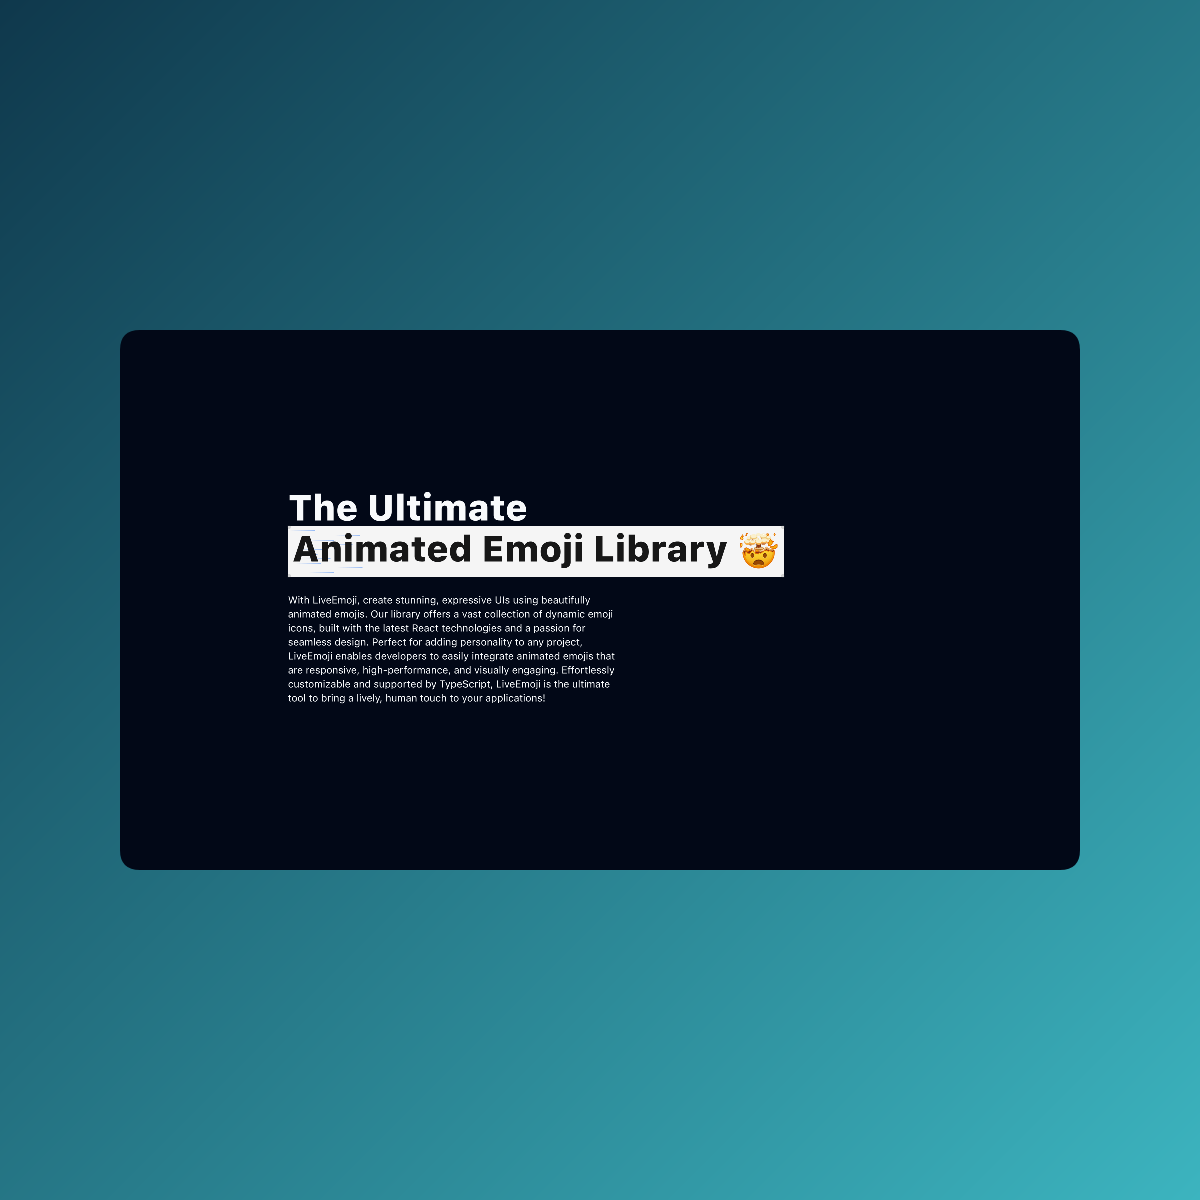 The Ultimate
Animated Emoji Library 🤯
With LiveEmoji, create stunning, expressive UIs using beautifully
animated emojis. Our library offers a vast collection of dynamic emoji
icons, built with the latest React technologies and a passion for
seamless design. Perfect for adding personality to any project,
LiveEmoji enables developers to easily integrate animated emojis that
are responsive, high-performance, and visually engaging. Effortlessly
customizable and supported by TypeScript, LiveEmoji is the ultimate
tool to bring a lively, human touch to your applications!